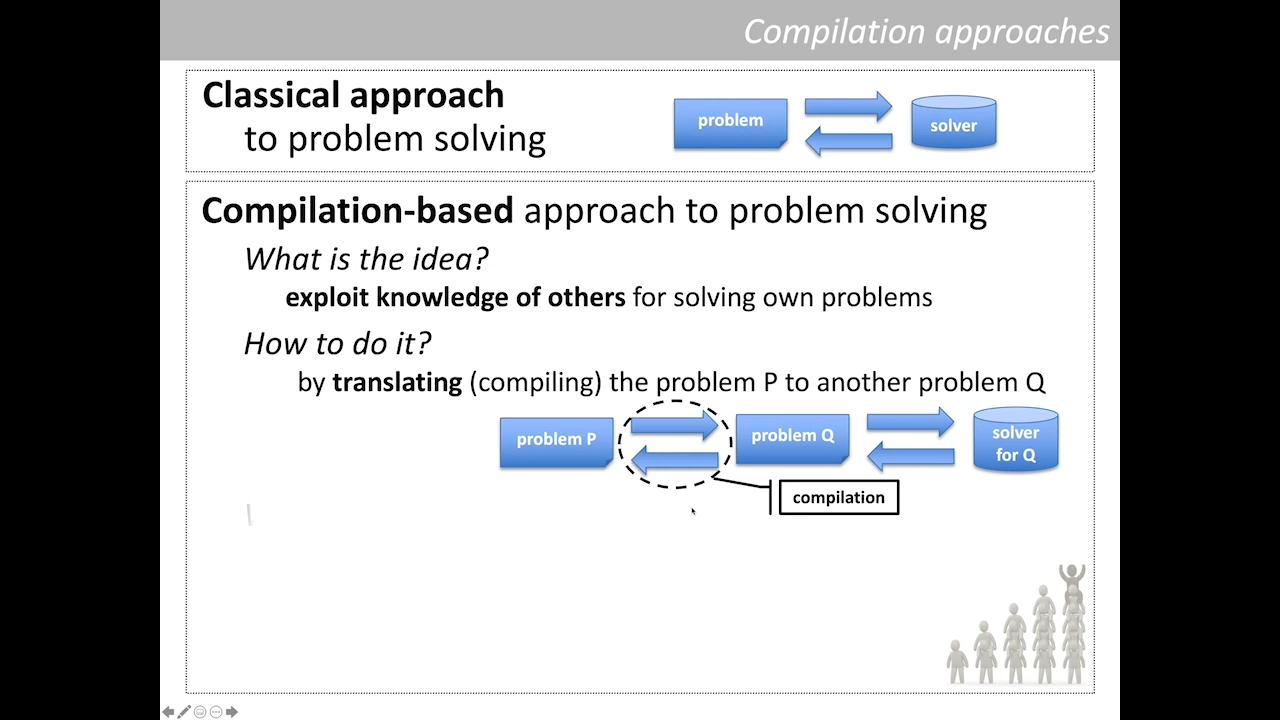 Compilation approaches
Classical approach
to problem solving
problem
solver
Compilation-based approach to problem solving
What is the idea?
exploit knowledge of others for solving own problems
How to do it?
by translating (compiling) the problem P to another problem Q
problem P
problem Q
solver
for Q
compilation